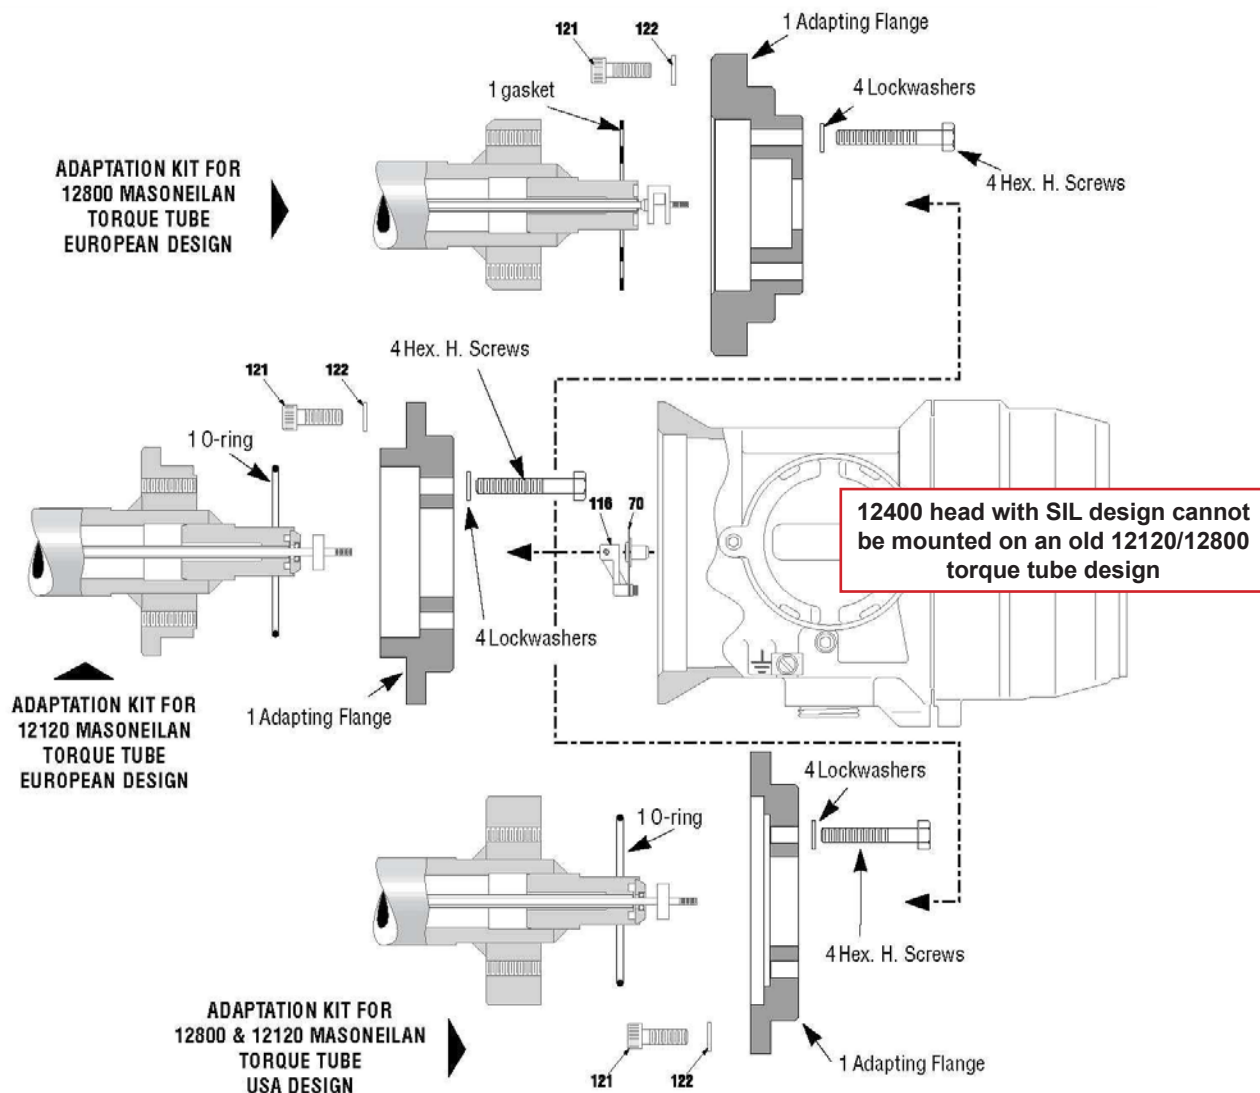 121
122
1 Adapting Flange
1 gasket
4 Lockwashers
4 Hex. H. Screws
ADAPTATION KIT FOR
12800 MASONEILAN
TORQUE TUBE
EUROPEAN DESIGN
121
122
4 Hex. H. Screws
1 O-ring
116
70
12400 head with SIL design cannot
be mounted on an old 12120/12800
torque tube design
4 Lockwashers
1 Adapting Flange
ADAPTATION KIT FOR
12120 MASONEILAN
TORQUE TUBE
EUROPEAN DESIGN
4 Lockwashers
1 O-ring
4 Hex. H. Screws
ADAPTATION KIT FOR
12800 & 12120 MASONEILAN
TORQUE TUBE
USA DESIGN
121
122
1 Adapting Flange